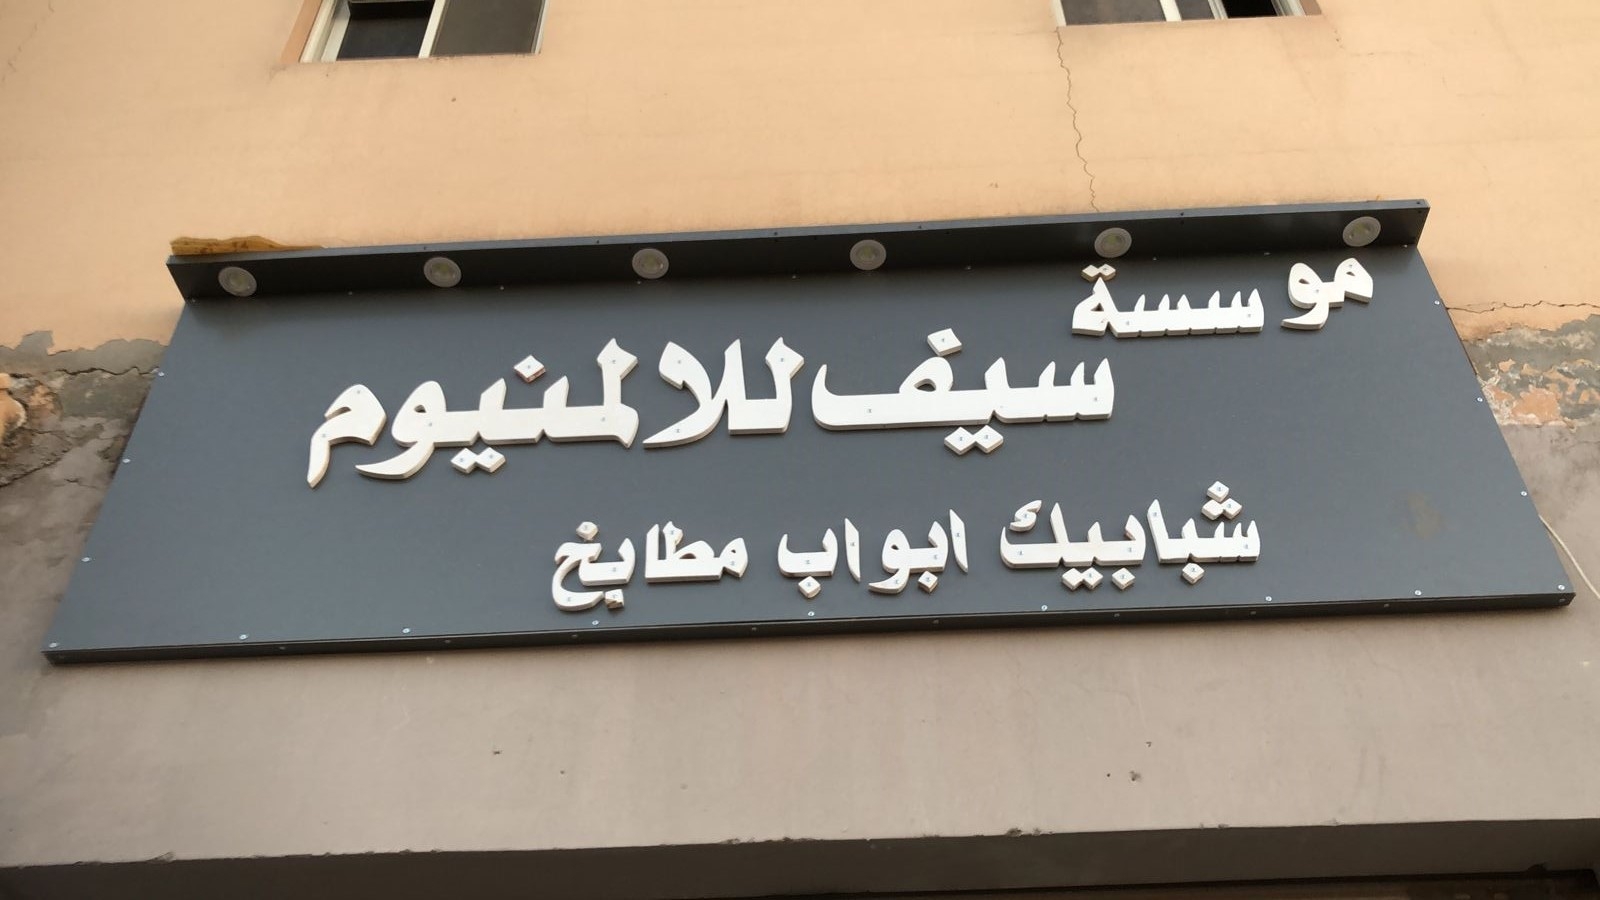 موسسة
سيف للالمنيوم
شبابيك ابواب مطابخ